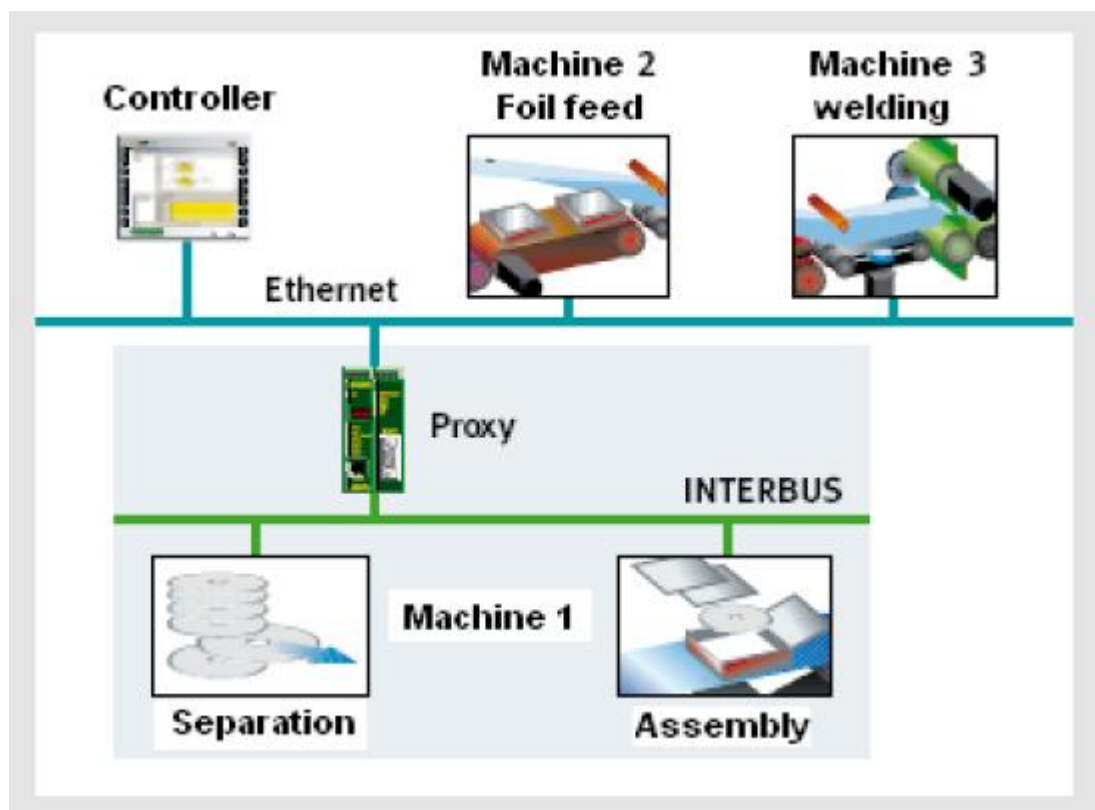 Controller
Machine 2
Foil feed
Machine 3
welding
Ethernet
Proxy
INTERBUS
Machine 1
Separation
Assembly